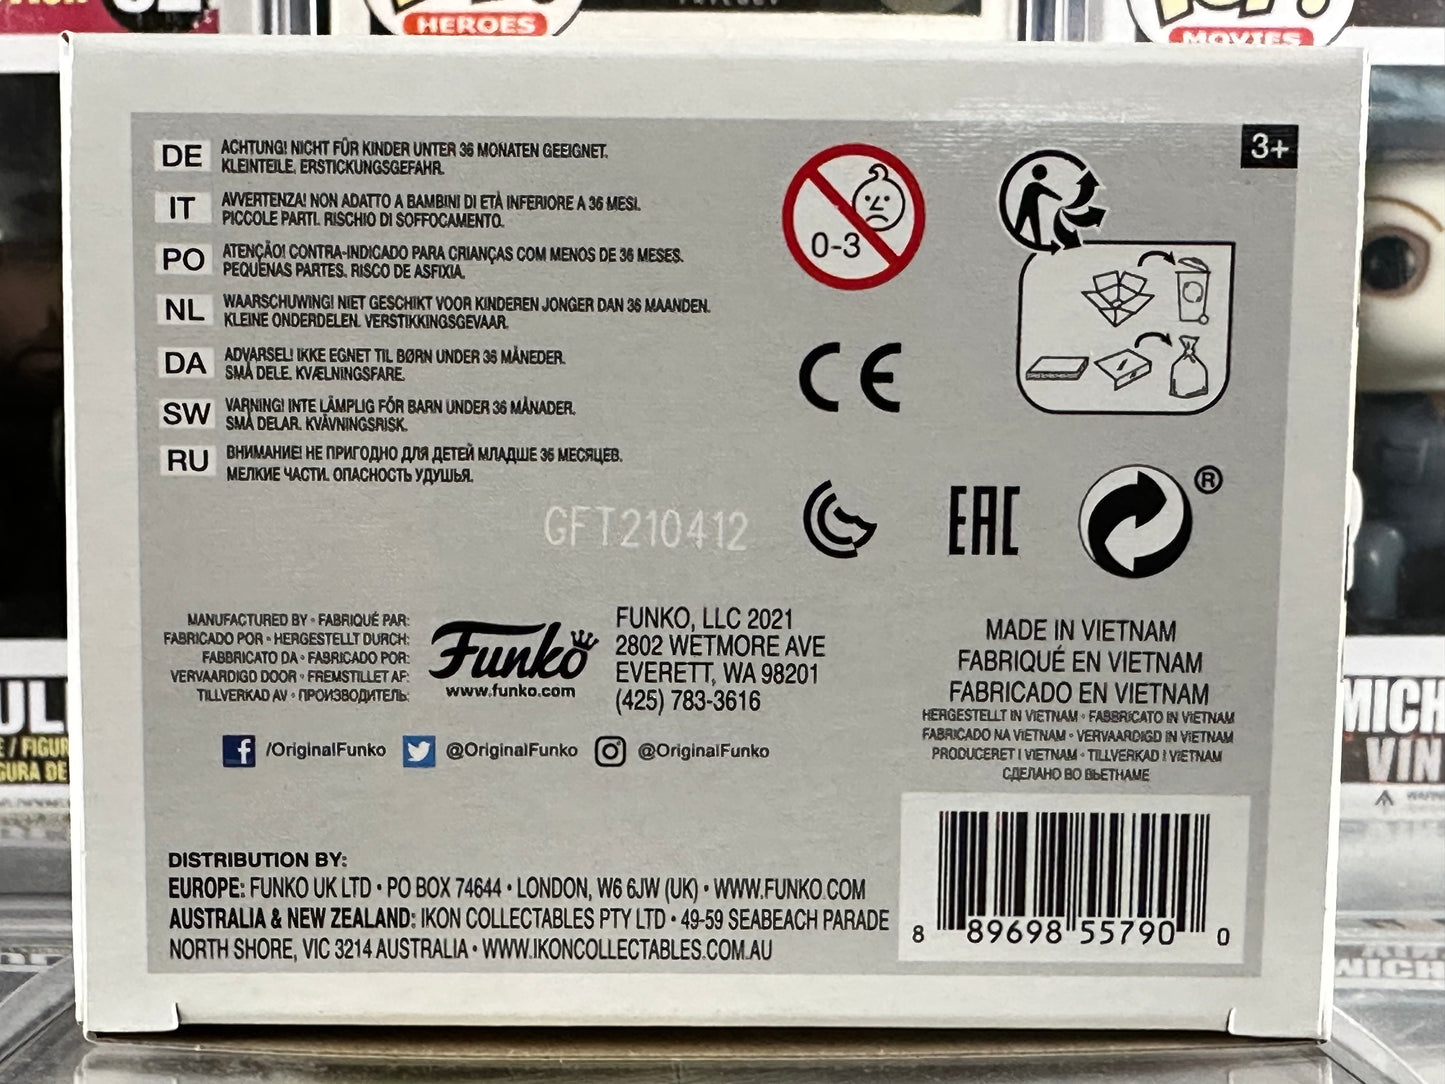 HEROES
MOVIES
3+
DE ACHTUNG! NICHT FÜR KINDER UNTER 36 MONATEN GEEIGNET.
KLEINTEILE. ERSTICKUNGSGEFAHR.
IT AVVERTENZA! NON ADATTO A BAMBINI DI ETÀ INFERIORE A 36 MESI.
PICCOLE PARTI. RISCHIO DI SOFFOCAMENTO.
PO ATENÇÃO! CONTRA-INDICADO PARA CRIANÇAS COM MENOS DE 36 MESES.
PEQUENAS PARTES. RISCO DE ASFIXIA.
NL WAARSCHUWING! NIET GESCHIKT VOOR KINDEREN JONGER DAN 36 MAANDEN.
KLEINE ONDERDELEN. VERSTIKKINGSGEVAAR.
DA ADVARSEL! IKKE EGNET TIL BØRN UNDER 36 MÅNEDER.
SMÅ DELE. KVÆLNINGSFARE.
SW VARNING! INTE LÄMPLIG FÖR BARN UNDER 36 MÅNADER.
SMÅ DELAR. KVÄVNINGSRISK.
RU ВНИМАНИЕ! НЕ ПРИГОДНО ДЛЯ ДЕТЕЙ МЛАДШЕ 36 МЕСЯЦЕВ.
МЕЛКИЕ ЧАСТИ. ОПАСНОСТЬ УДУШЬЯ.
0-3
CE
GFT210412
EAC
®
MANUFACTURED BY • FABRIQUÉ PAR:
FABRICADO POR • HERGESTELLT DURCH:
FABBRICATO DA • FABRICADO POR:
VERVAARDIGD DOOR • FREMSTILLET AF:
TILLVERKAD AV • ПРОИЗВОДИТЕЛЬ:
Funko
www.funko.com
FUNKO, LLC 2021
2802 WETMORE AVE
EVERETT, WA 98201
(425) 783-3616
MADE IN VIETNAM
FABRIQUÉ EN VIETNAM
FABRICADO EN VIETNAM
HERGESTELLT IN VIETNAM • FABBRICATO IN VIETNAM
FABRICADO NA VIETNAM • VERVAARDIGD IN VIETNAM
PRODUCERET I VIETNAM • TILLVERKAD I VIETNAM
СДЕЛАНО ВО ВЬЕТНАМЕ
f /OriginalFunko @OriginalFunko @OriginalFunko
DISTRIBUTION BY:
EUROPE: FUNKO UK LTD • PO BOX 74644 • LONDON, W6 6JW (UK) • WWW.FUNKO.COM
AUSTRALIA & NEW ZEALAND: IKON COLLECTABLES PTY LTD • 49-59 SEABEACH PARADE
NORTH SHORE, VIC 3214 AUSTRALIA • WWW.IKONCOLLECTABLES.COM.AU
8 89698 55790 0
MICH
VIN